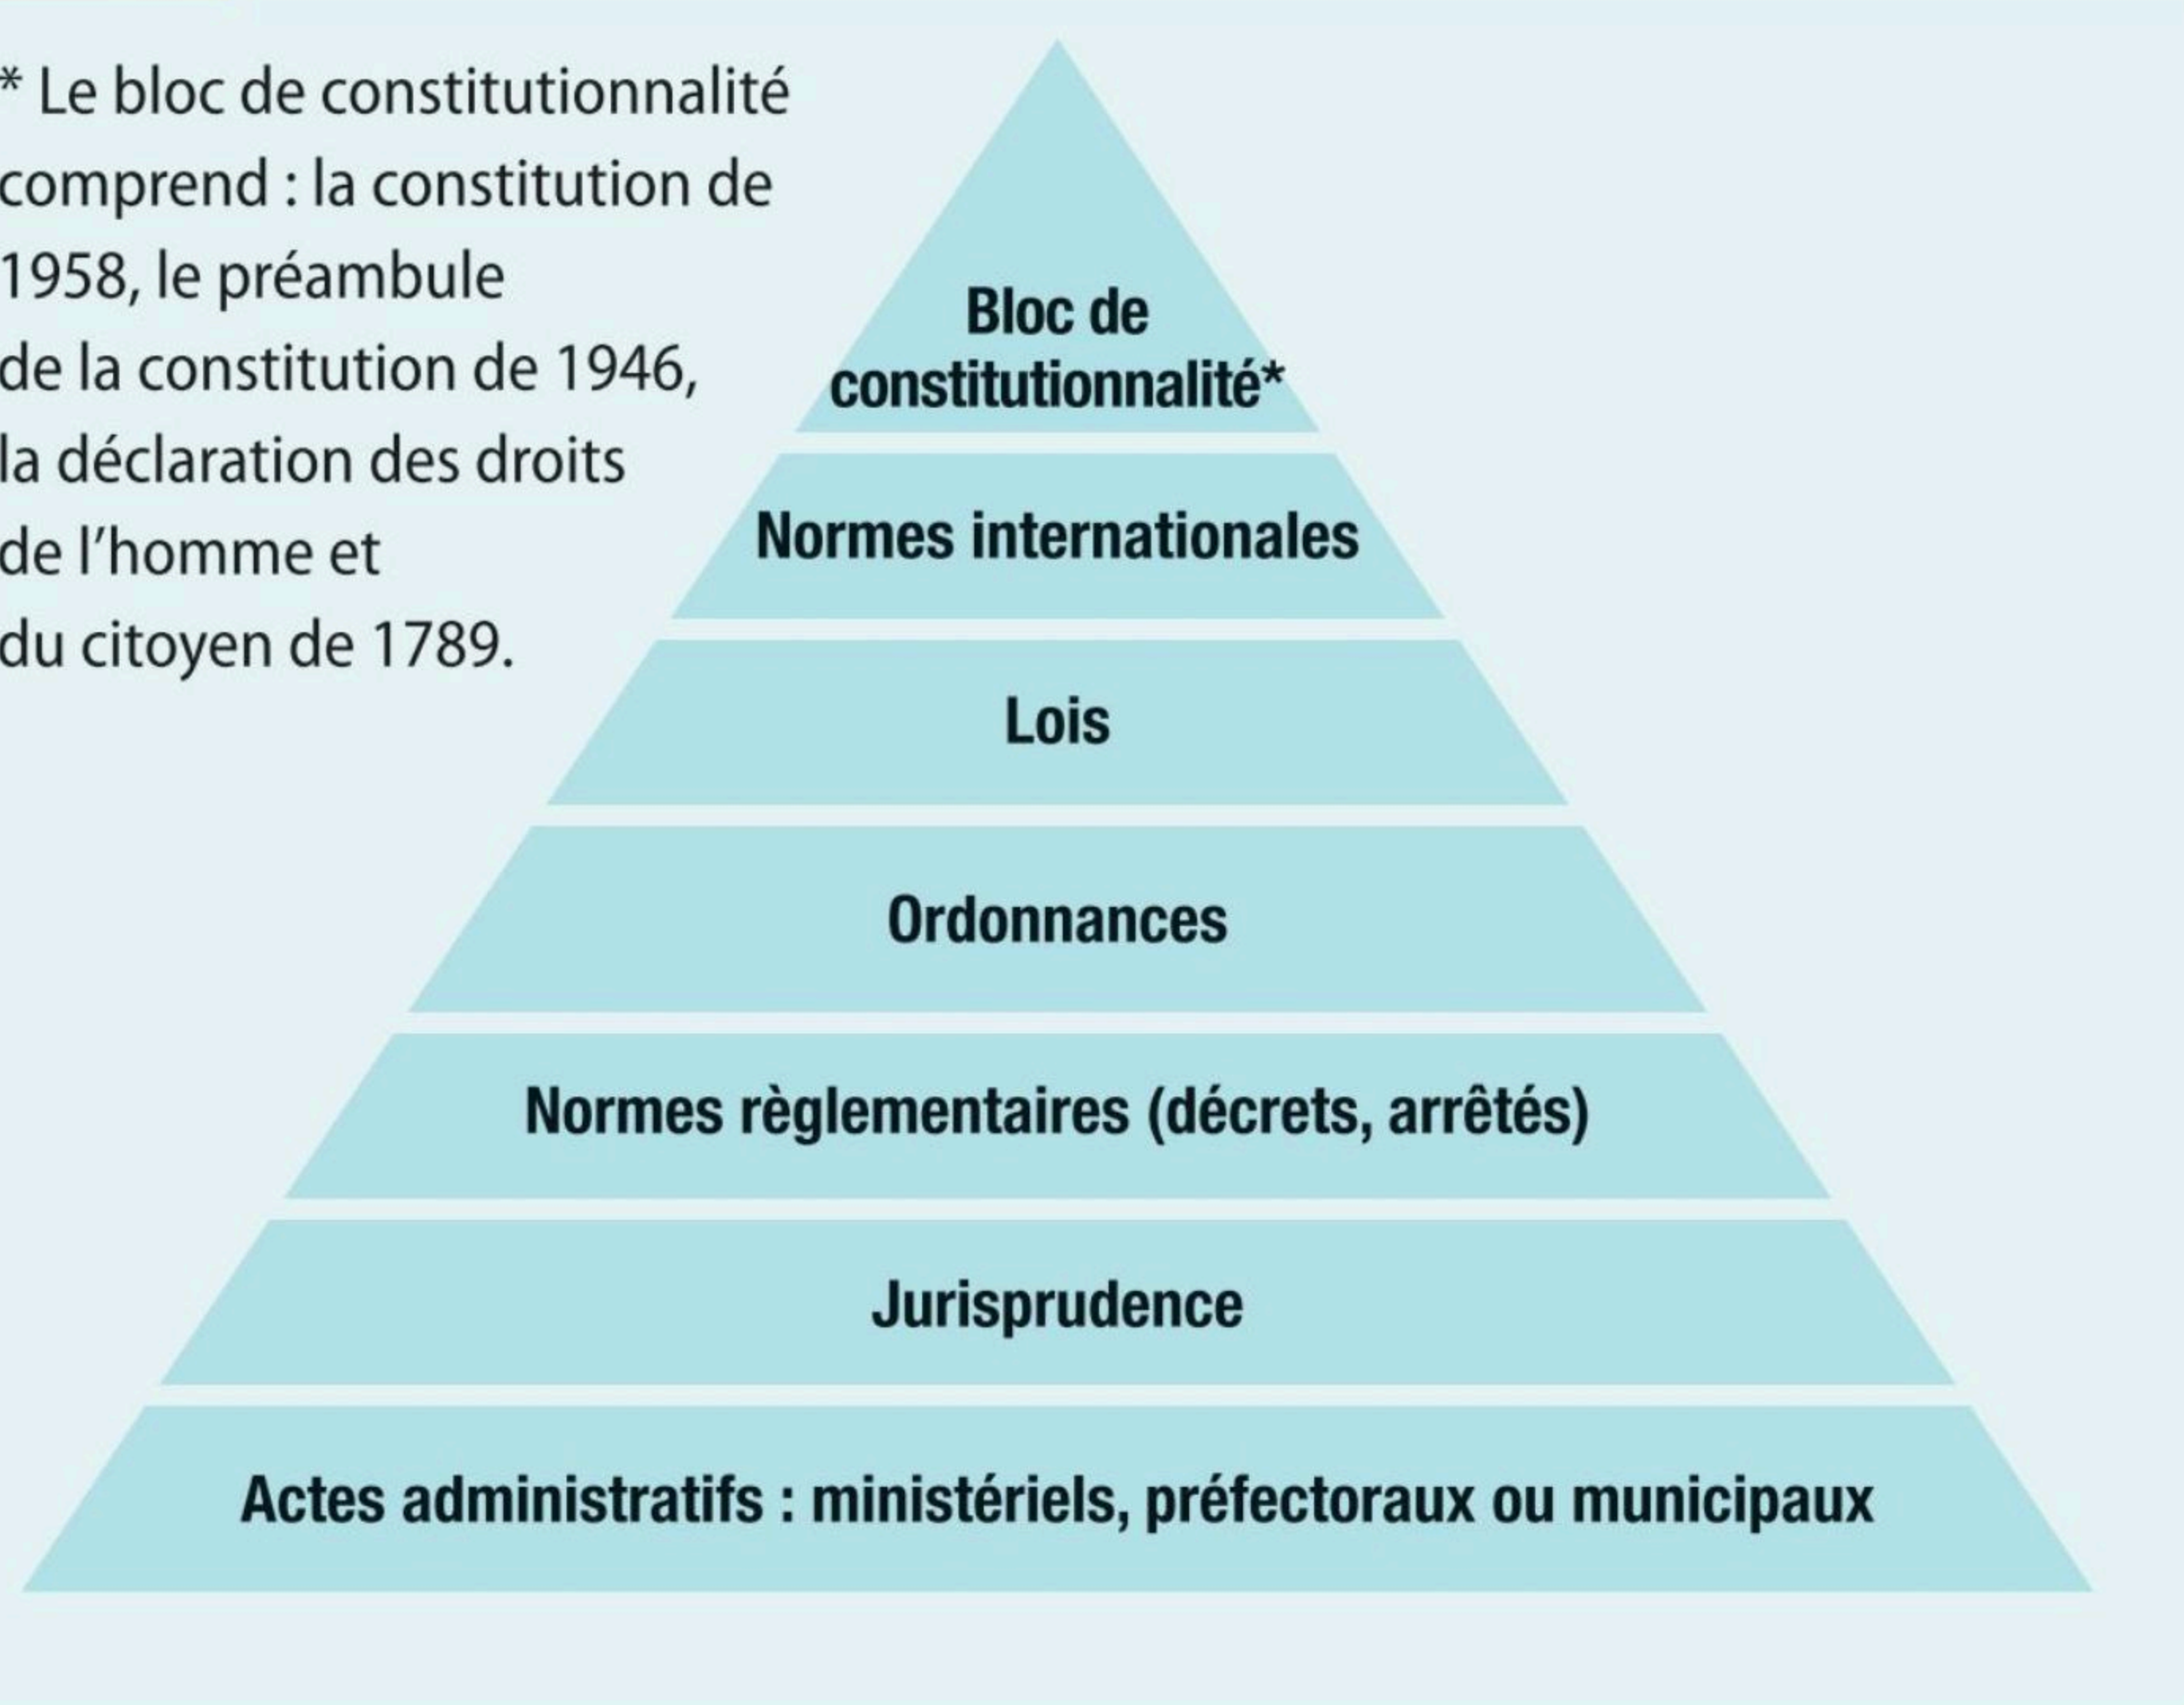 * Le bloc de constitutionnalité
comprend : la constitution de
1958, le préambule
de la constitution de 1946,
la déclaration des droits
de l’homme et
du citoyen de 1789.
Bloc de
constitutionnalité*
Normes internationales
Lois
Ordonnances
Normes règlementaires (décrets, arrêtés)
Jurisprudence
Actes administratifs : ministériels, préfectoraux ou municipaux